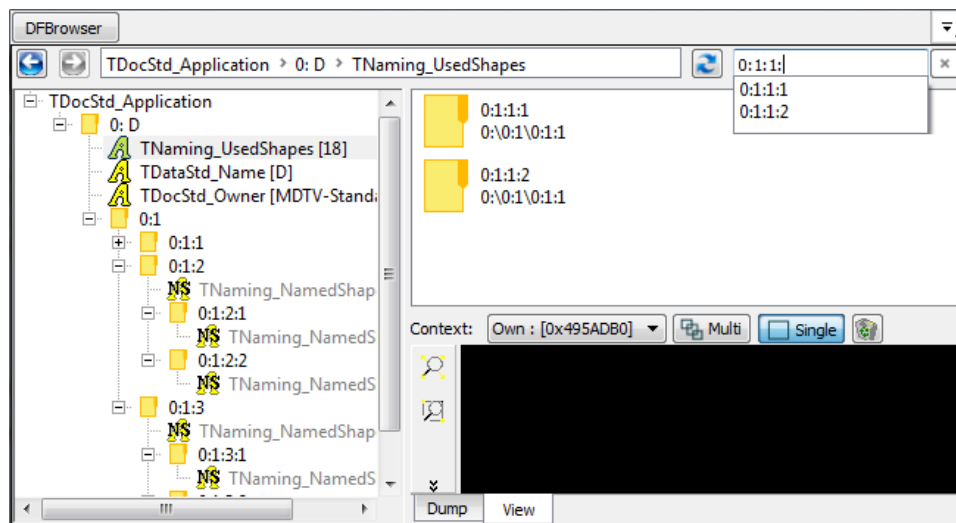 DFBrowser
TDocStd_Application > 0: D > TNaming_UsedShapes
0:1:1:
0:1:1:1
0:1:1:2
TDocStd_Application
0: D
TNaming_UsedShapes [18]
TDataStd_Name [D]
TDocStd_Owner [MDTV-Standa
0:1
0:1:1
0:1:2
TNaming_NamedShap
0:1:2:1
TNaming_NamedS
0:1:2:2
TNaming_NamedS
0:1:3
TNaming_NamedShap
0:1:3:1
TNaming_NamedS
0:1:1:1
0:\0:1\0:1:1
0:1:1:2
0:\0:1\0:1:1
Context: Own : [0x495ADB0] Multi Single
Dump View